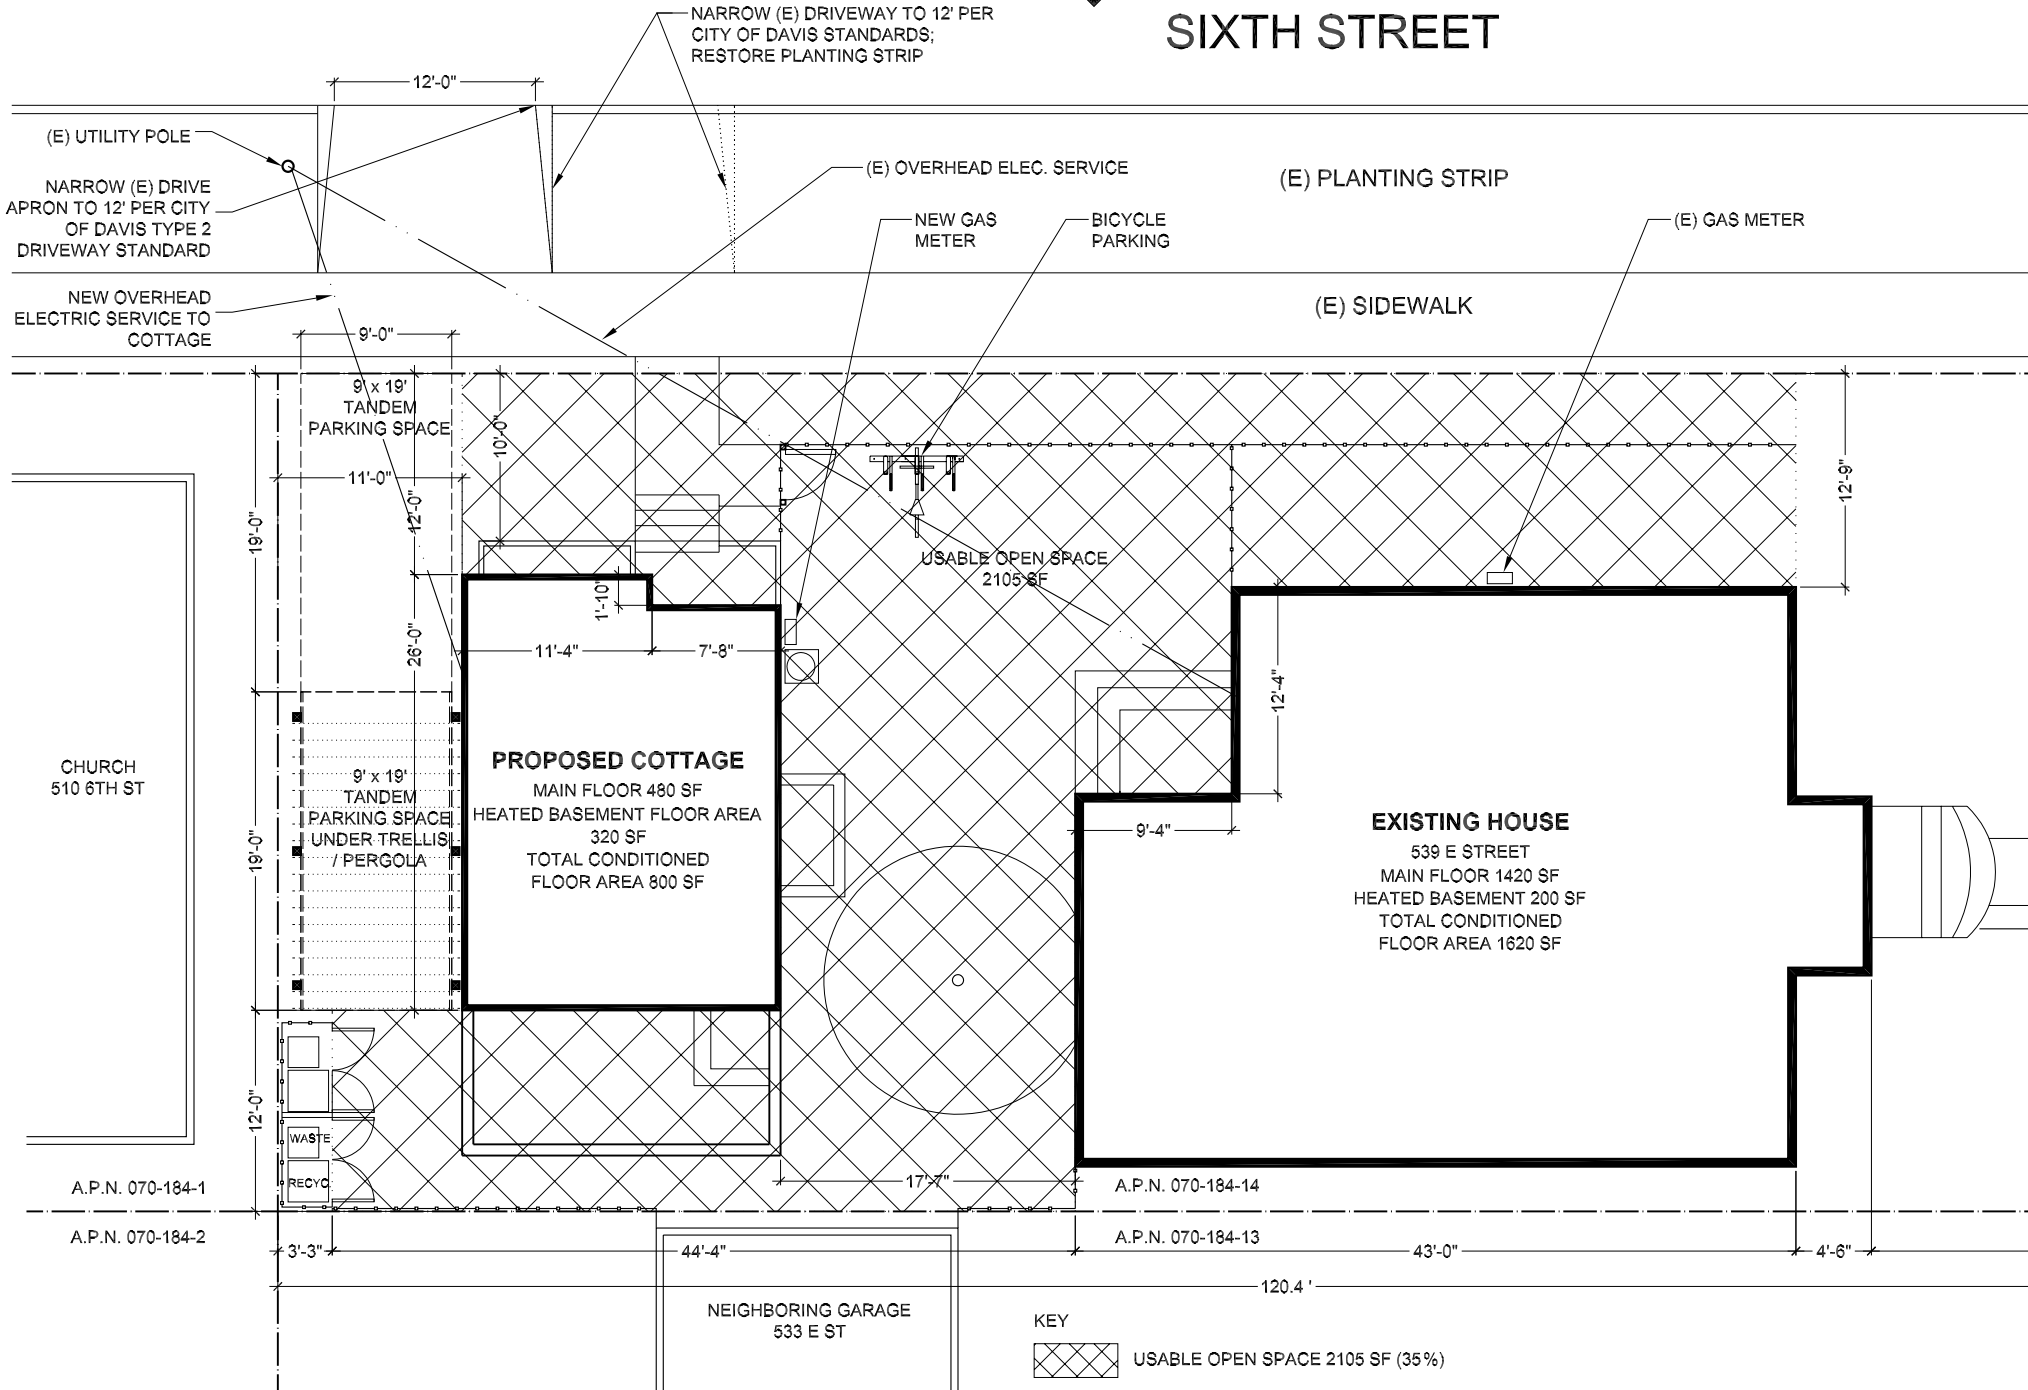 NARROW (E) DRIVEWAY TO 12' PER
CITY OF DAVIS STANDARDS;
RESTORE PLANTING STRIP
SIXTH STREET
12'-0"
(E) UTILITY POLE
NARROW (E) DRIVE
APRON TO 12' PER CITY
OF DAVIS TYPE 2
DRIVEWAY STANDARD
(E) OVERHEAD ELEC. SERVICE
(E) PLANTING STRIP
NEW GAS
METER
BICYCLE
PARKING
(E) GAS METER
NEW OVERHEAD
ELECTRIC SERVICE TO
COTTAGE
(E) SIDEWALK
9'-0"
9' x 19'
TANDEM
PARKING SPACE
10'-0"
11'-0"
12'-0"
19'-0"
12'-9"
USABLE OPEN SPACE
2105 SF
1'-10"
26'-0"
11'-4"
7'-8"
12'-4"
CHURCH
510 6TH ST
9' x 19'
TANDEM
PARKING SPACE
UNDER TRELLIS
/ PERGOLA
19'-0"
PROPOSED COTTAGE
MAIN FLOOR 480 SF
HEATED BASEMENT FLOOR AREA
320 SF
TOTAL CONDITIONED
FLOOR AREA 800 SF
9'-4"
EXISTING HOUSE
539 E STREET
MAIN FLOOR 1420 SF
HEATED BASEMENT 200 SF
TOTAL CONDITIONED
FLOOR AREA 1620 SF
12'-0"
WASTE
RECYC
17'-7"
A.P.N. 070-184-1
A.P.N. 070-184-14
A.P.N. 070-184-2
A.P.N. 070-184-13
3'-3"
44'-4"
43'-0"
4'-6"
120.4 '
NEIGHBORING GARAGE
533 E ST
KEY
USABLE OPEN SPACE 2105 SF (35%)